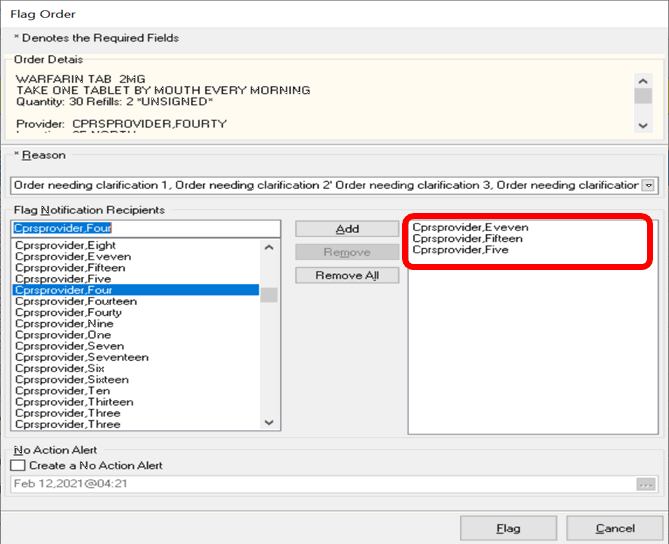 Flag Order
* Denotes the Required Fields
Order Detais
WARFARIN TAB 2MG
TAKE ONE TABLET BY MOUTH EVERY MORNING
Quantity: 30 Refills: 2 *UNSIGNED*
Provider: CPRSPROVIDER,FOURTY
* Reason
Order needing clarification 1, Order needing clarification 2' Order needing clarification 3, Order needing clarification
Flag Notification Recipients
Cprsprovider,Four
Cprsprovider,Eight
Cprsprovider,Eveven
Cprsprovider,Fifteen
Cprsprovider,Five
Cprsprovider,Four
Cprsprovider,Fourteen
Cprsprovider,Fourty
Cprsprovider,Nine
Cprsprovider,One
Cprsprovider,Seven
Cprsprovider,Seventeen
Cprsprovider,Six
Cprsprovider,Sixteen
Cprsprovider,Ten
Cprsprovider,Thirteen
Cprsprovider,Three
Cprsprovider,Three
Add
Remove
Remove All
Cprsprovider,Eveven
Cprsprovider,Fifteen
Cprsprovider,Five
No Action Alert
Create a No Action Alert
Feb 12,2021@04:21
...
Flag
Cancel